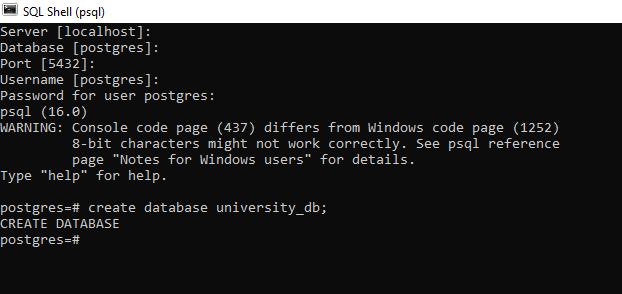 SQL Shell (psql)
Server [localhost]:
Database [postgres]:
Port [5432]:
Username [postgres]:
Password for user postgres:
psql (16.0)
WARNING: Console code page (437) differs from Windows code page (1252)
         8-bit characters might not work correctly. See psql reference
         page "Notes for Windows users" for details.
Type "help" for help.

postgres=# create database university_db;
CREATE DATABASE
postgres=#